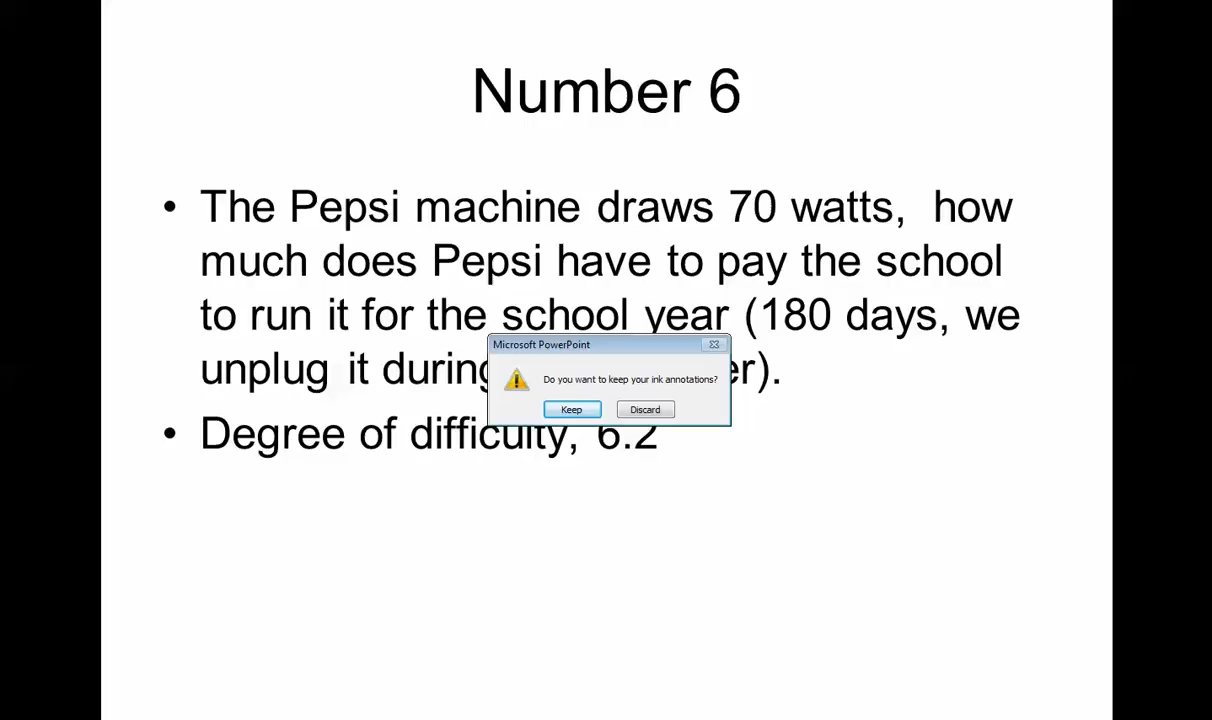 Number 6
• The Pepsi machine draws 70 watts, how
much does Pepsi have to pay the school
to run it for the school year (180 days, we
unplug it during er).
Microsoft PowerPoint
Do you want to keep your ink annotations?
Keep Discard
• Degree of difficulty, 6.2